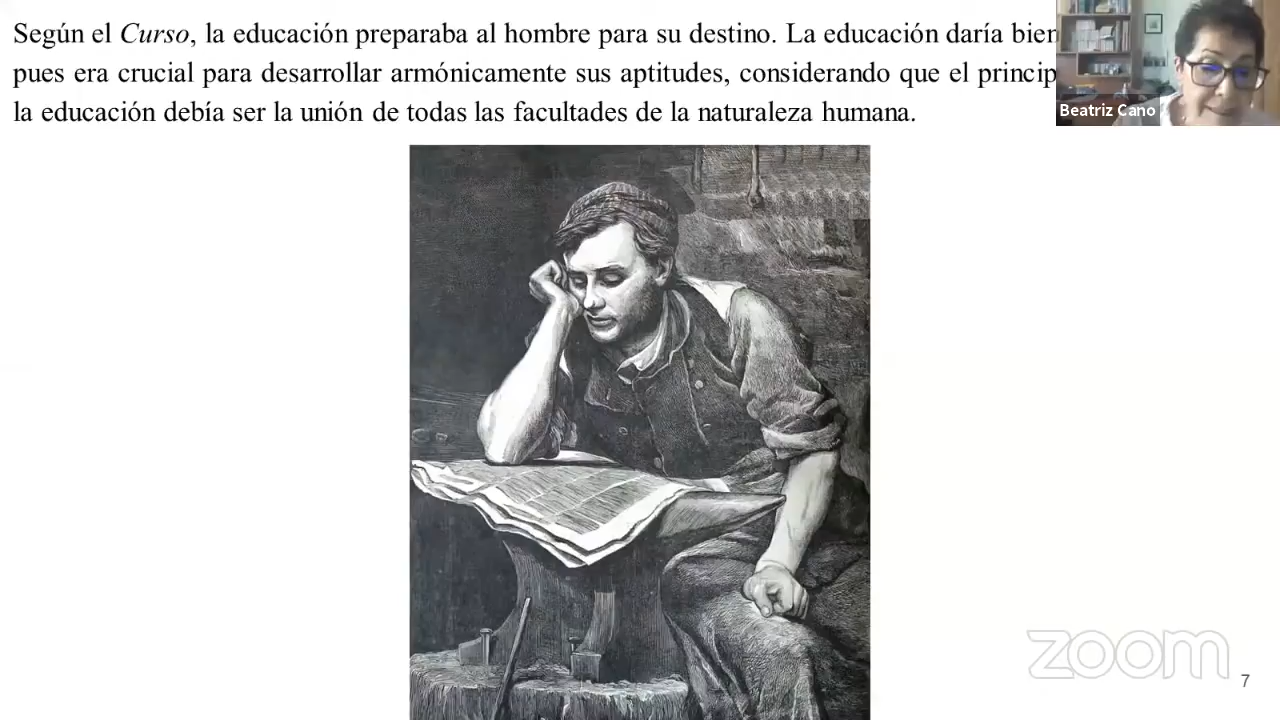 Según el Curso, la educación preparaba al hombre para su destino. La educación daría
pues era crucial para desarrollar armónicamente sus aptitudes, considerando que el
la educación debía ser la unión de todas las facultades de la naturaleza humana.
Beatriz Cano
zoom
7